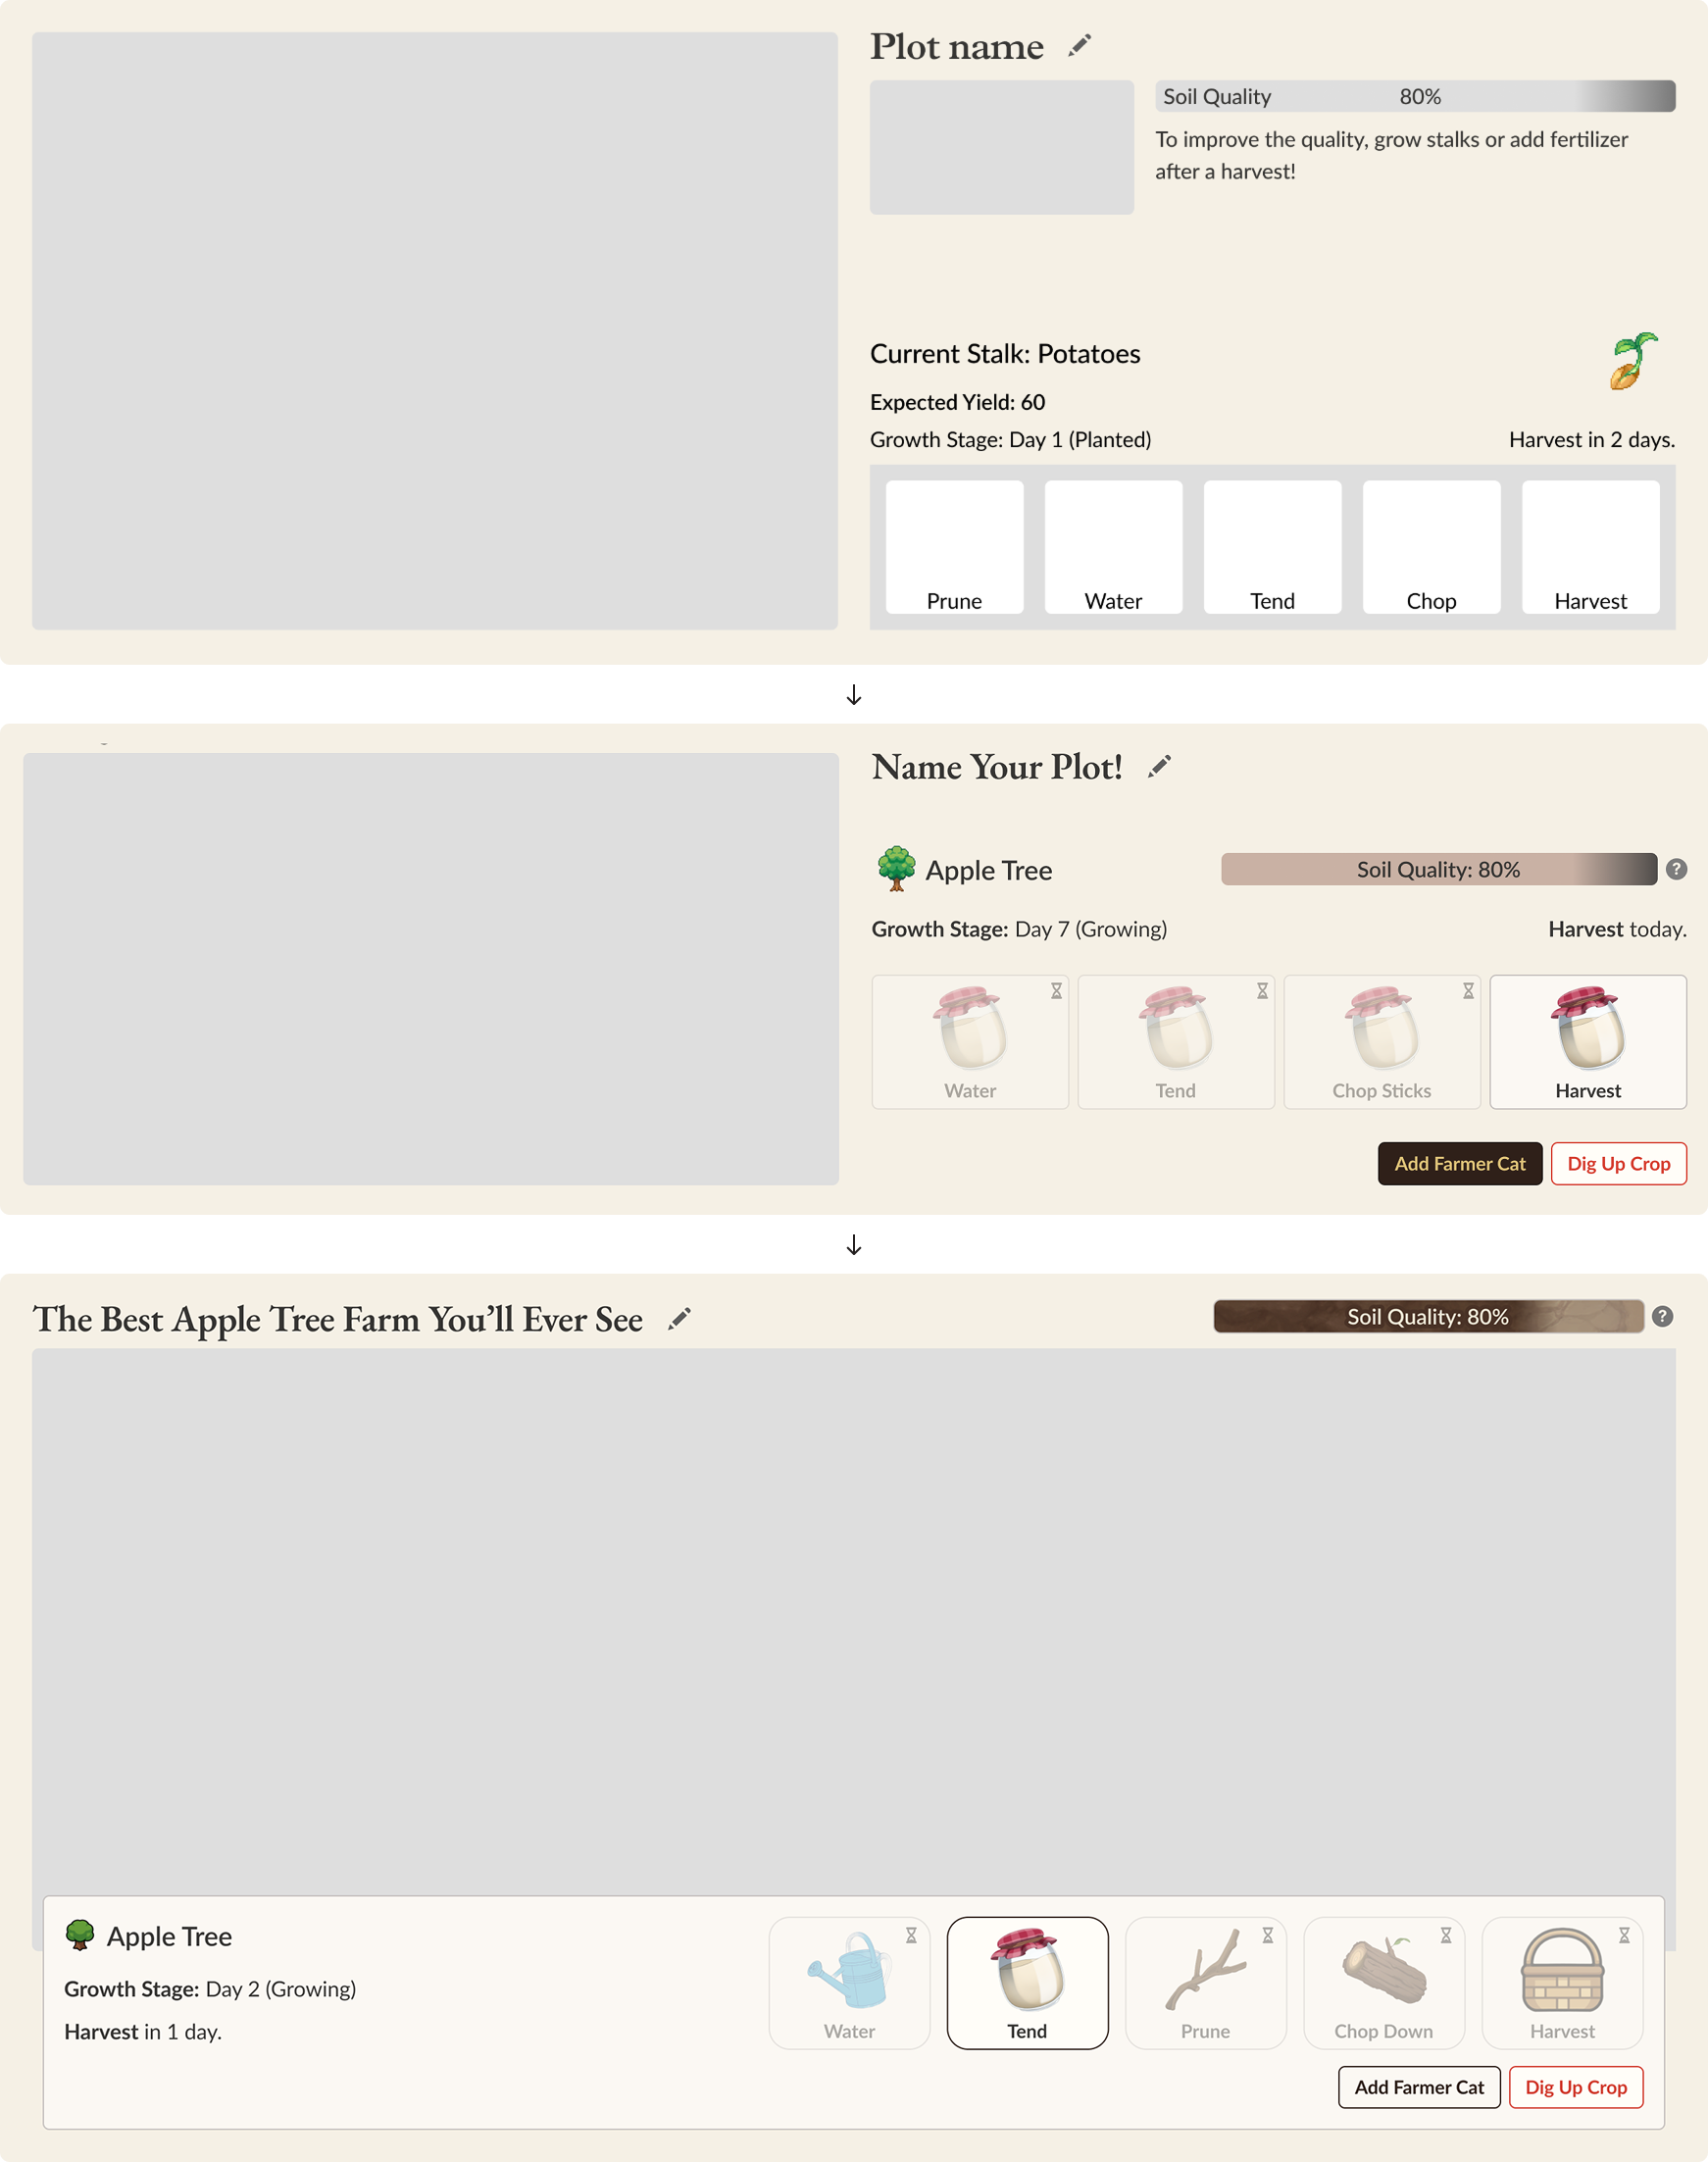 Plot name
Soil Quality 80%
To improve the quality, grow stalks or add fertilizer
after a harvest!
Current Stalk: Potatoes
Expected Yield: 60
Growth Stage: Day 1 (Planted) Harvest in 2 days.
Prune Water Tend Chop Harvest
Name Your Plot!
Apple Tree Soil Quality: 80% ?
Growth Stage: Day 7 (Growing) Harvest today.
Water Tend Chop Sticks Harvest
Add Farmer Cat Dig Up Crop
The Best Apple Tree Farm You’ll Ever See Soil Quality: 80% ?
Apple Tree
Growth Stage: Day 2 (Growing)
Harvest in 1 day.
Water Tend Prune Chop Down Harvest
Add Farmer Cat Dig Up Crop